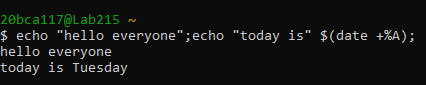 20bca117@Lab215 ~
$ echo "hello everyone";echo "today is" $(date +%A);
hello everyone
today is Tuesday